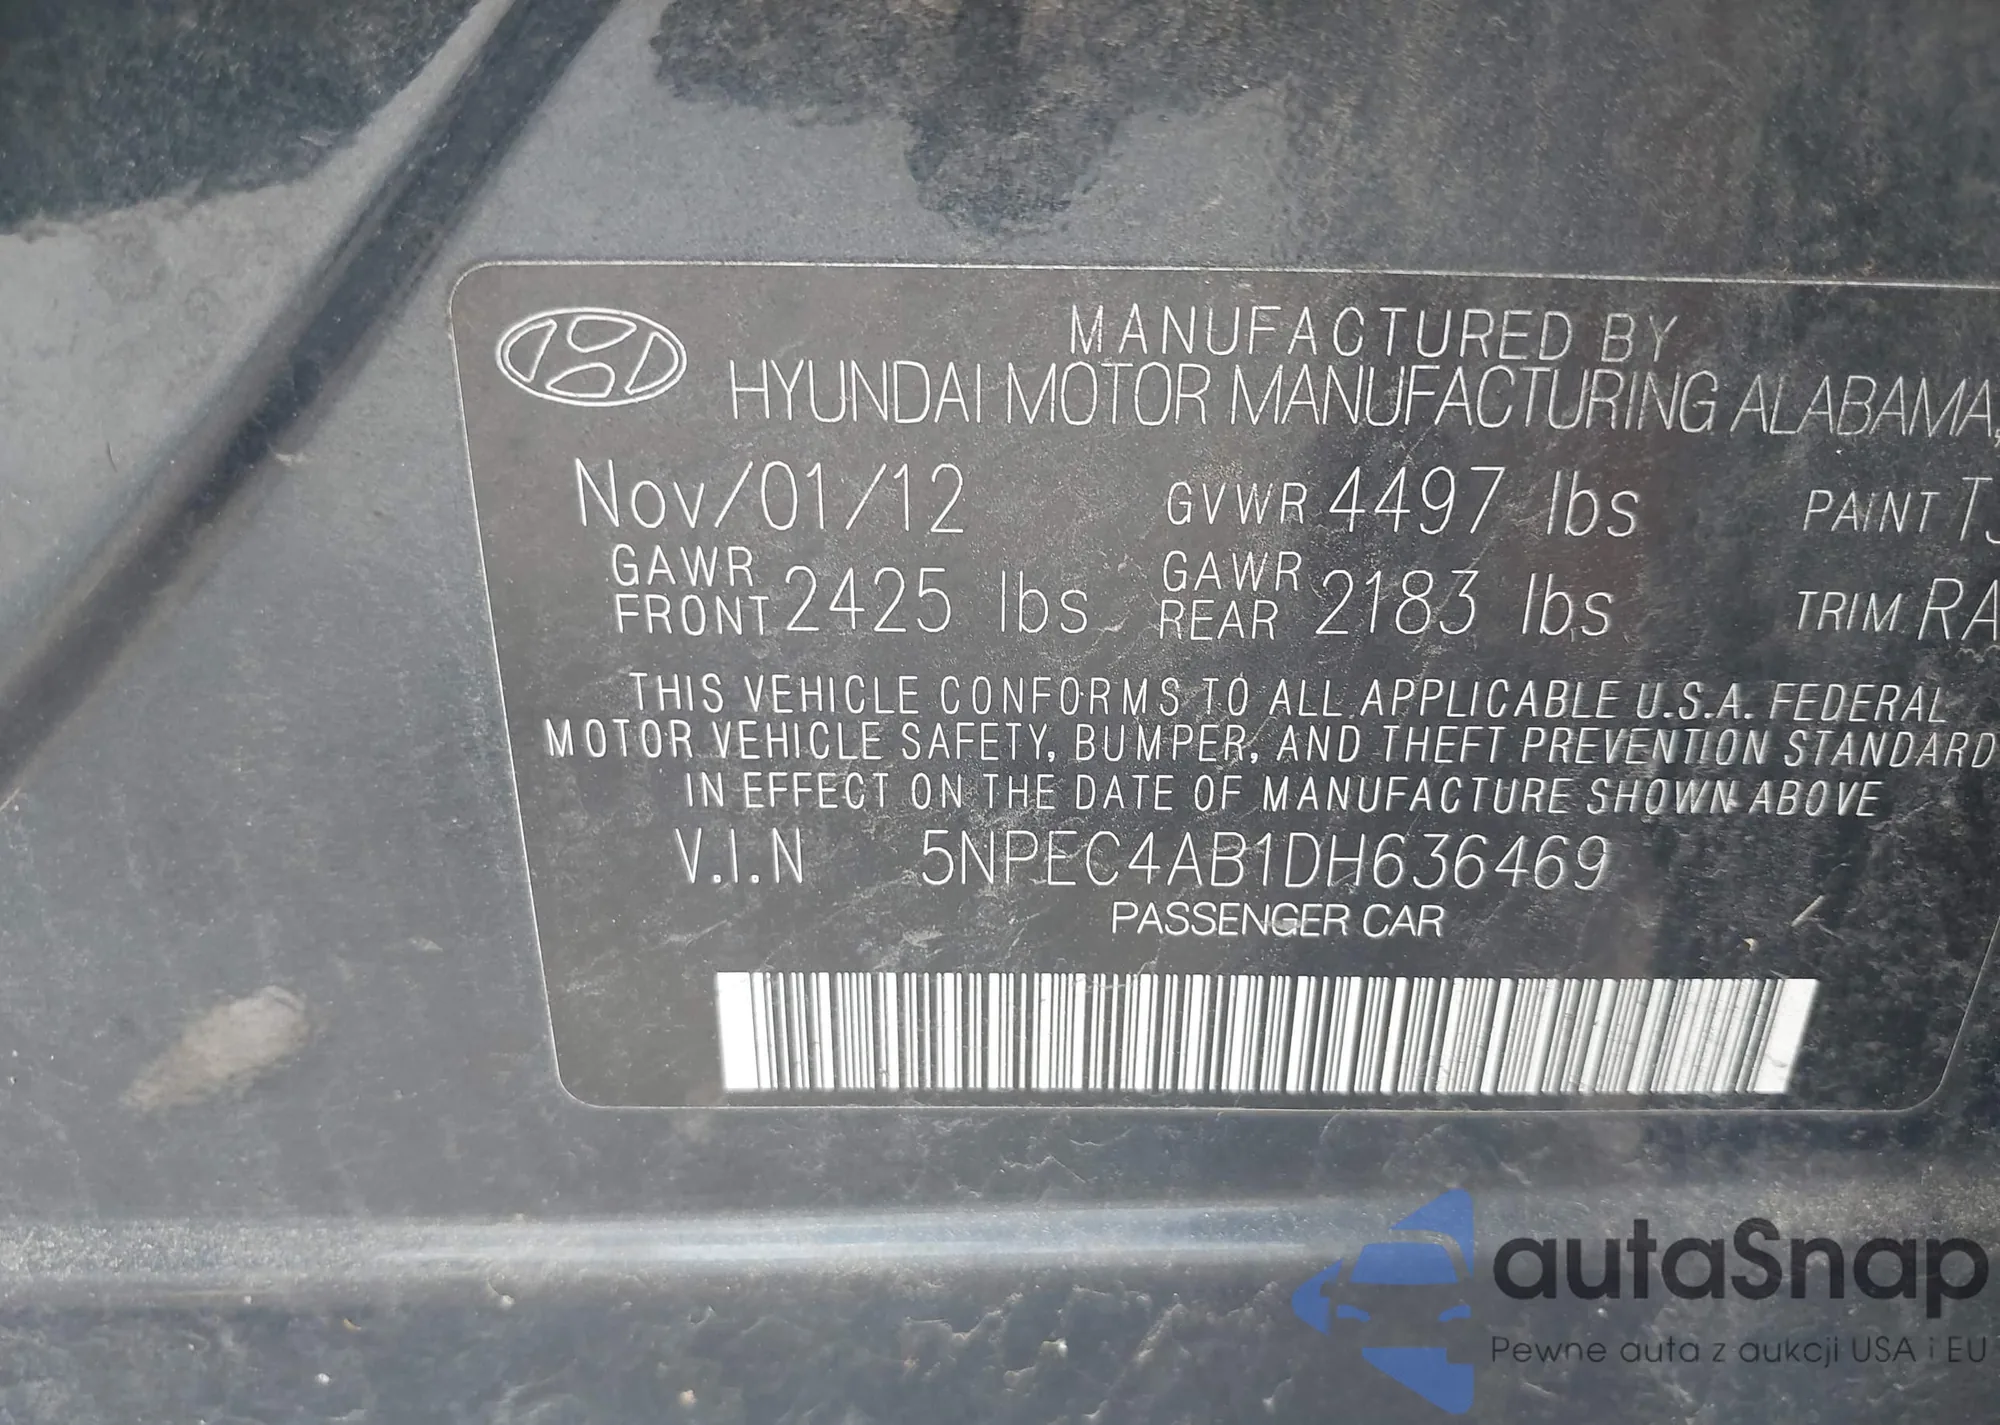 MANUFACTURED BY
HYUNDAI MOTOR MANUFACTURING ALABAMA,
Nov/01/12 GVWR 4497 lbs PAINT
GAWR FRONT 2425 lbs GAWR REAR 2183 lbs TRIM RA
THIS VEHICLE CONFORMS TO ALL APPLICABLE U.S.A. FEDERAL
MOTOR VEHICLE SAFETY, BUMPER, AND THEFT PREVENTION STANDARD
IN EFFECT ON THE DATE OF MANUFACTURE SHOWN ABOVE
V.I.N 5NPEC4AB1DH636469
PASSENGER CAR
autaSnap
Pewne auta z aukcji USA i EU